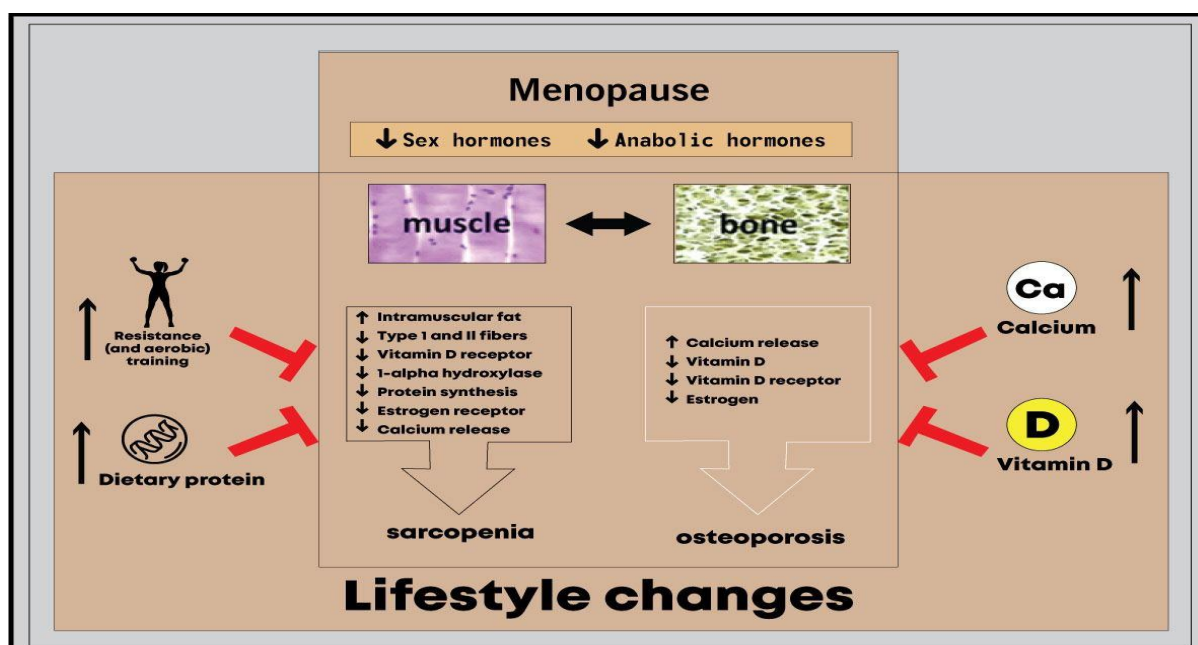 Menopause
↓ Sex hormones ↓ Anabolic hormones
muscle
bone
Resistance
(and aerobic)
training
Dietary protein
↑ Intramuscular fat
↓ Type 1 and II fibers
↓ Vitamin D receptor
↓ 1-alpha hydroxylase
↓ Protein synthesis
↓ Estrogen receptor
↓ Calcium release
↑ Calcium release
↓ Vitamin D
↓ Vitamin D receptor
↓ Estrogen
Ca
Calcium
D
Vitamin D
sarcopenia
osteoporosis
Lifestyle changes